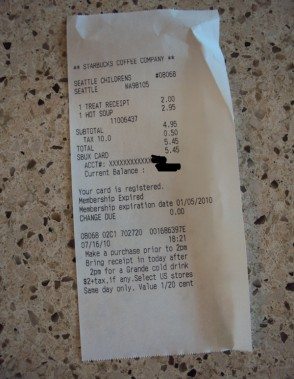 ** STARBUCKS COFFEE COMPANY **
SEATTLE CHILDRENS #08068
SEATTLE WA98105
1 TREAT RECEIPT 2.00
1 HOT SOUP 2.95
11006437
SUBTOTAL 4.95
TAX 10.0 0.50
TOTAL 5.45
SBUX CARD 5.45
ACCT#: XXXXXXXXXXXX
Current Balance :
Your card is registered.
Membership Expired
Membership expiration date 01/05/2010
CHANGE DUE 0.00
08068 02C1 702720 0016B6397E
07/16/10 18:21
Make a purchase prior to 2pm
Bring receipt in today after
2pm for a Grande cold drink
$2+tax,if any.Select US stores
Same day only. Value 1/20 cent